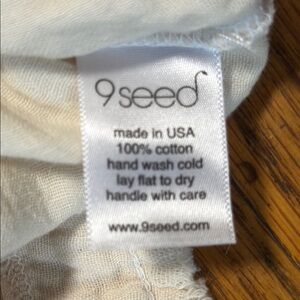 9seed
made in USA
100% cotton
hand wash cold
lay flat to dry
handle with care
www.9seed.com